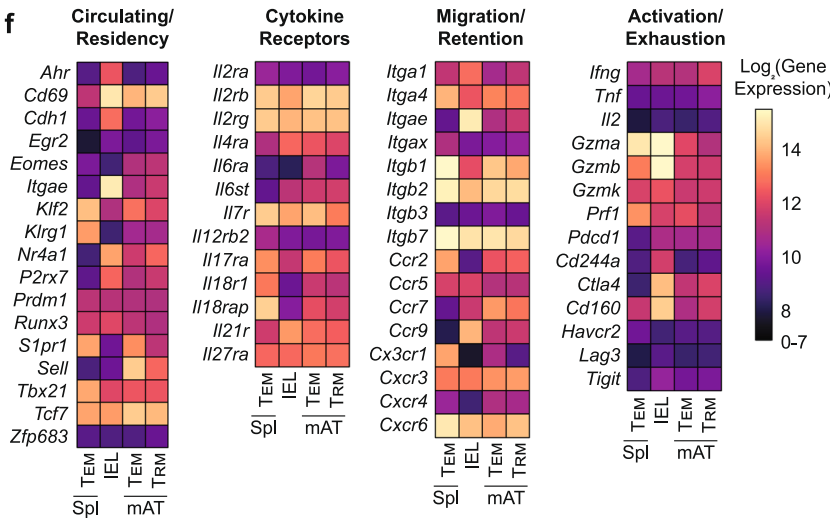 f
Circulating/
Residency
Ahr
Cd69
Cdh1
Egr2
Eomes
Itgae
Klf2
Klrg1
Nr4a1
P2rx7
Prdm1
Runx3
S1pr1
Sell
Tbx21
Tcf7
Zfp683
TEM
IEL
TEM
TRM
Spl
mAT
Cytokine
Receptors
Il2ra
Il2rb
Il2rg
Il4ra
Il6ra
Il6st
Il7r
Il12rb2
Il17ra
Il18r1
Il18rap
Il21r
Il27ra
TEM
IEL
TEM
TRM
Spl
mAT
Migration/
Retention
Itga1
Itga4
Itgae
Itgax
Itgb1
Itgb2
Itgb3
Itgb7
Ccr2
Ccr5
Ccr7
Ccr9
Cx3cr1
Cxcr3
Cxcr4
Cxcr6
TEM
IEL
TEM
TRM
Spl
mAT
Activation/
Exhaustion
Ifng
Tnf
Il2
Gzma
Gzmb
Gzmk
Prf1
Pdcd1
Cd244a
Ctla4
Cd160
Havcr2
Lag3
Tigit
TEM
IEL
TEM
TRM
Spl
mAT
Log₂(Gene
Expression)
14
12
10
8
0-7